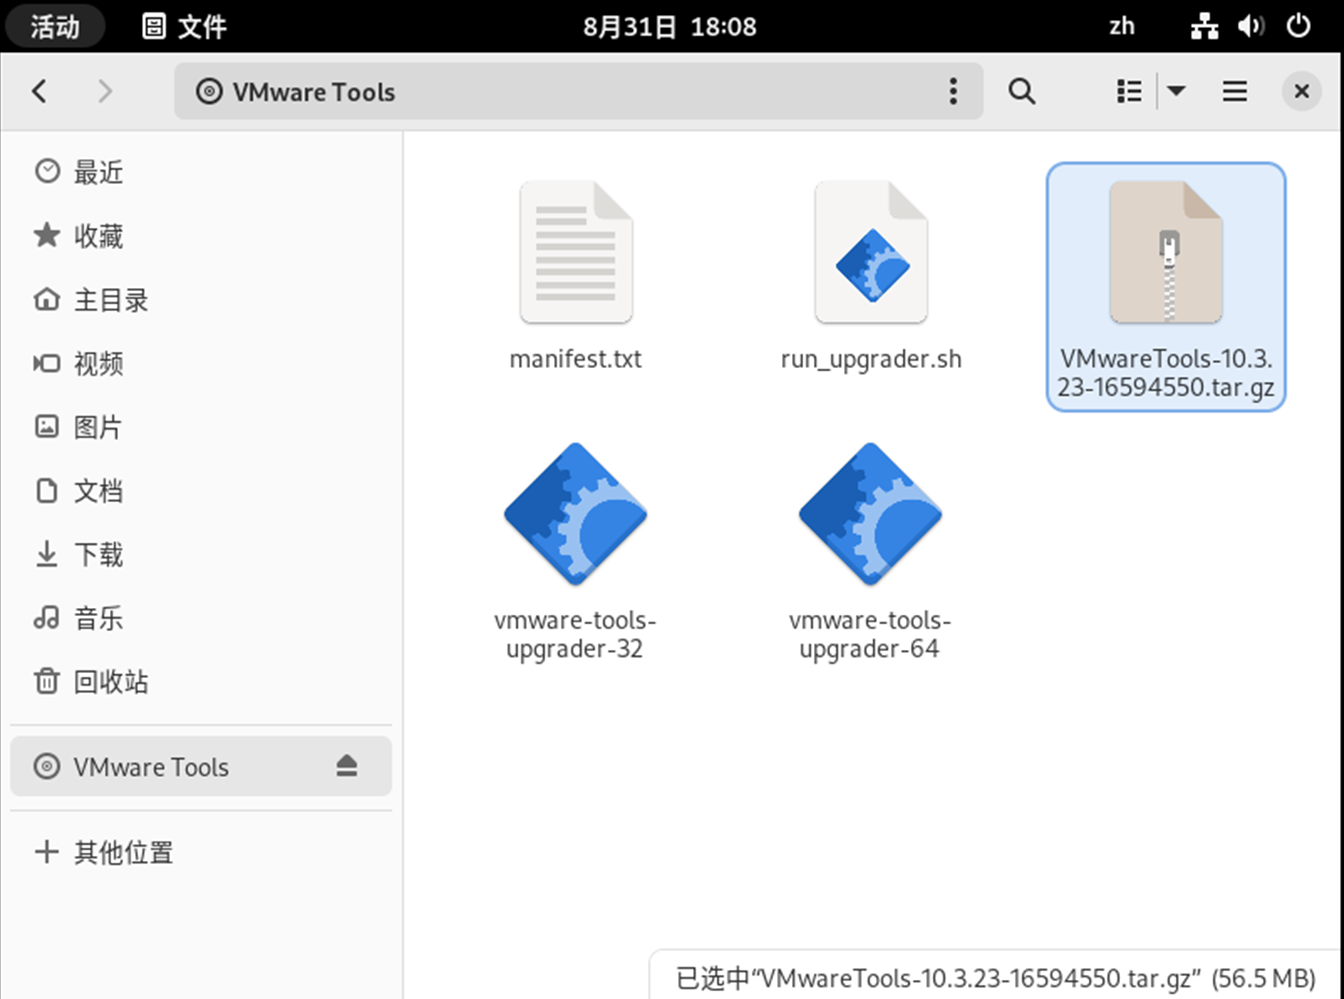 活动
文件
8月31日 18:08
zh
VMware Tools
最近
收藏
主目录
视频
图片
文档
下载
音乐
回收站
VMware Tools
其他位置
manifest.txt
run_upgrader.sh
VMwareTools-10.3.
23-16594550.tar.gz
vmware-tools-
upgrader-32
vmware-tools-
upgrader-64
已选中“VMwareTools-10.3.23-16594550.tar.gz” (56.5 MB)